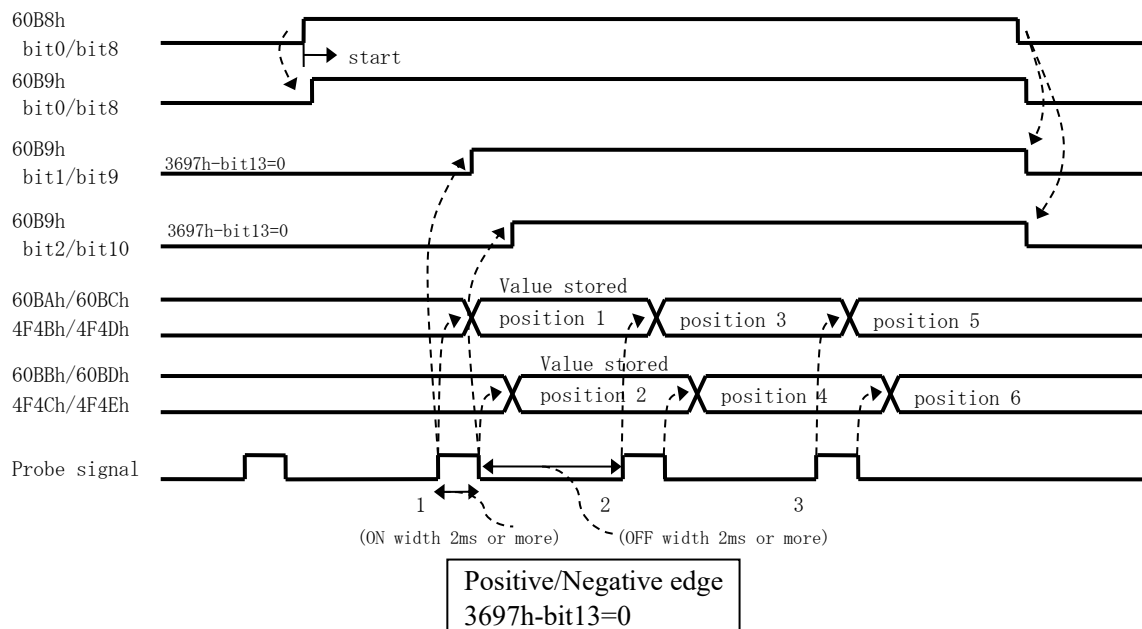 60B8h
bit0/bit8
start
60B9h
bit0/bit8
60B9h
bit1/bit9
3697h-bit13=0
60B9h
bit2/bit10
3697h-bit13=0
Value stored
60BAh/60BCh
4F4Bh/4F4Dh
position 1
position 3
position 5
Value stored
60BBh/60BDh
4F4Ch/4F4Eh
position 2
position 4
position 6
Probe signal
1
2
3
(ON width 2ms or more)
(OFF width 2ms or more)
Positive/Negative edge
3697h-bit13=0